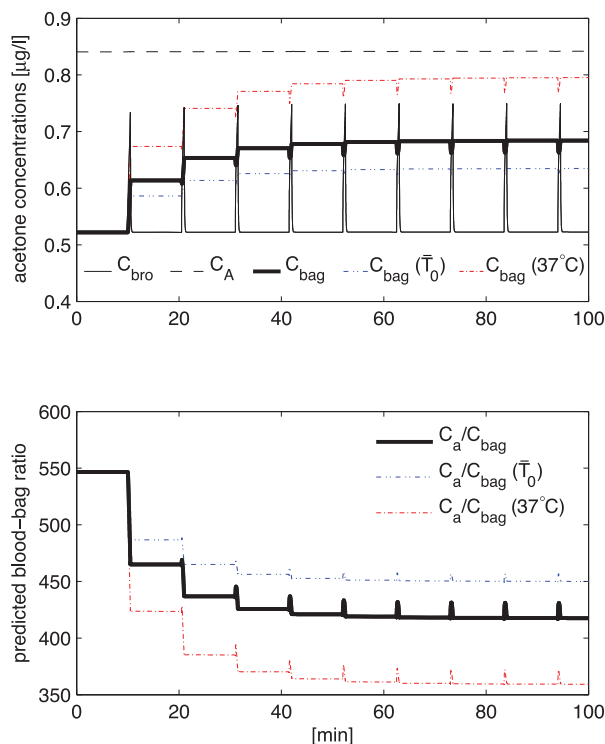 acetone concentrations [µg/l]
0.9
0.8
0.7
0.6
0.5
0.4
C_bro C_A C_bag C_bag (T̄_0) C_bag (37°C)
0 20 40 60 80 100
predicted blood-bag ratio
600
550
500
450
400
350
C_a/C_bag
C_a/C_bag (T̄_0)
C_a/C_bag (37°C)
0 20 40 60 80 100
[min]